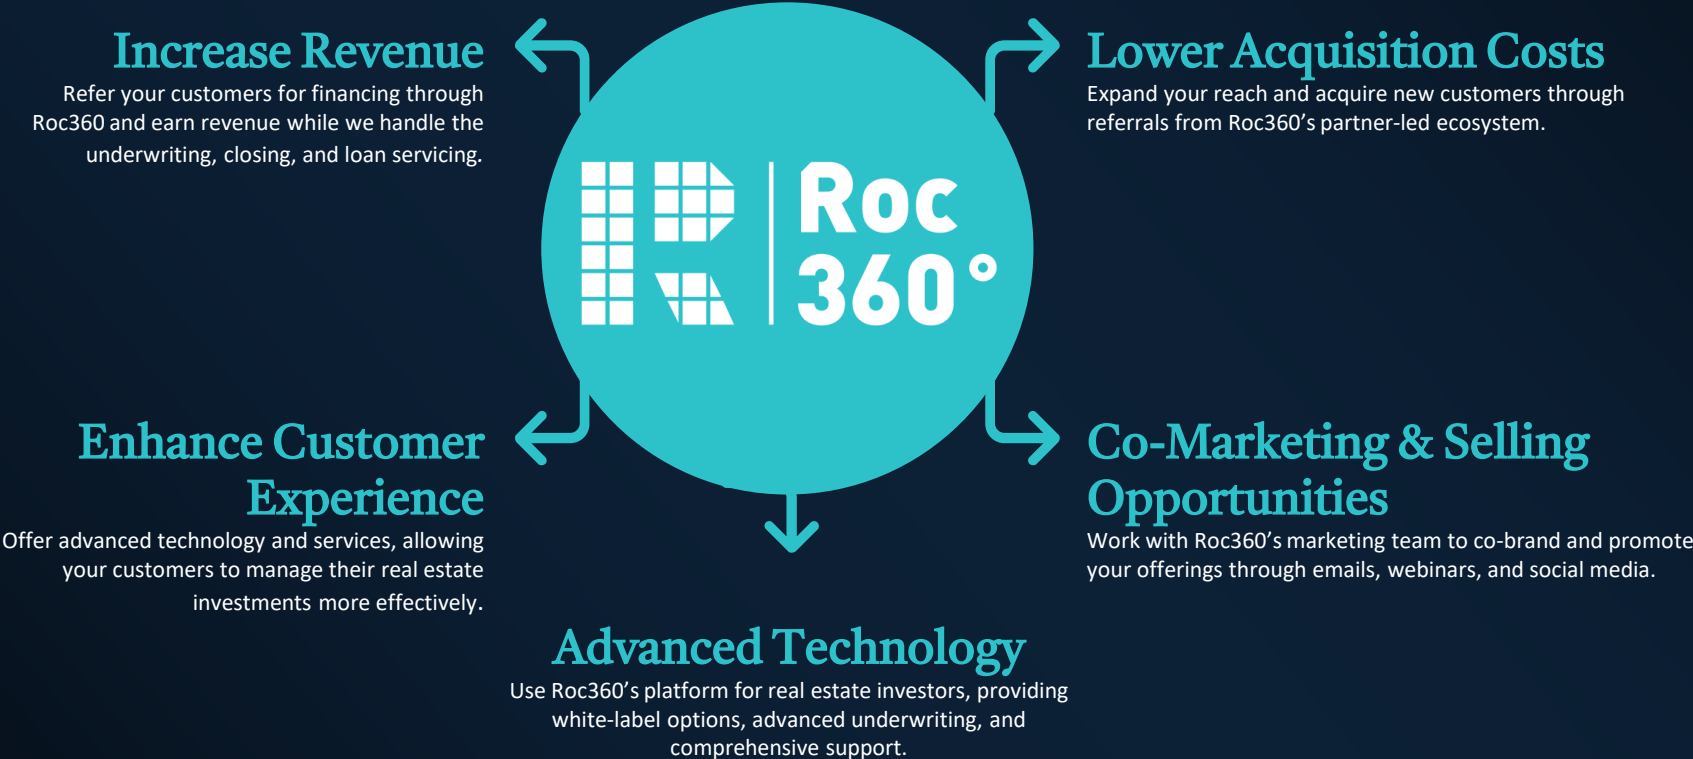 Increase Revenue
Refer your customers for financing through
Roc360 and earn revenue while we handle the
underwriting, closing, and loan servicing.
Lower Acquisition Costs
Expand your reach and acquire new customers through
referrals from Roc360’s partner-led ecosystem.
R
Roc
360°
Enhance Customer
Experience
Offer advanced technology and services, allowing
your customers to manage their real estate
investments more effectively.
Co-Marketing & Selling
Opportunities
Work with Roc360’s marketing team to co-brand and promote
your offerings through emails, webinars, and social media.
Advanced Technology
Use Roc360’s platform for real estate investors, providing
white-label options, advanced underwriting, and
comprehensive support.